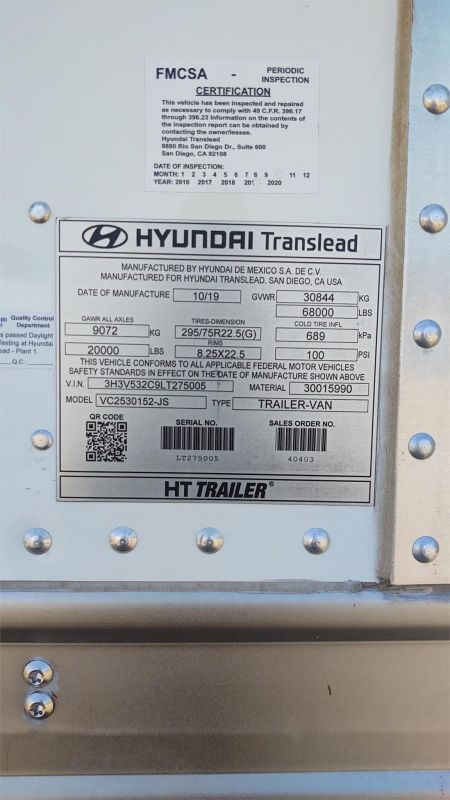 FMCSA - PERIODIC INSPECTION
CERTIFICATION
This vehicle has been inspected and repaired
as necessary to comply with 49 C.F.R. 396.17
through 396.23 Information on the contents of
the inspection report can be obtained by
contacting the owner/lessee.
Hyundai Translead
8880 Rio San Diego Dr., Suite 600
San Diego, CA 92108
DATE OF INSPECTION:
MONTH: 1 2 3 4 5 6 7 8 9 11 12
YEAR: 2016 2017 2018 2020
HYUNDAI Translead
MANUFACTURED BY HYUNDAI DE MEXICO S.A. DE C.V.
MANUFACTURED FOR HYUNDAI TRANSLEAD. SAN DIEGO, CA USA
DATE OF MANUFACTURE 10/19 GVWR 30844 KG
68000 LBS
GAWR ALL AXLES TIRES-DIMENSION COLD TIRE INFL
9072 KG 295/75R22.5(G) 689 kPa
RIMS
20000 LBS 8.25X22.5 100 PSI
THIS VEHICLE CONFORMS TO ALL APPLICABLE FEDERAL MOTOR VEHICLES
SAFETY STANDARDS IN EFFECT ON THE DATE OF MANUFACTURE SHOWN ABOVE
V.I.N. 3H3V532C9LT275005 MATERIAL 30015990
MODEL VC2530152-JS TYPE TRAILER-VAN
QR CODE SERIAL NO. SALES ORDER NO.
LT275005 40403
HT TRAILER®
Quality Control
Department
passed Daylight
Testing at Hyundai
ead - Plant 1
Q.C.